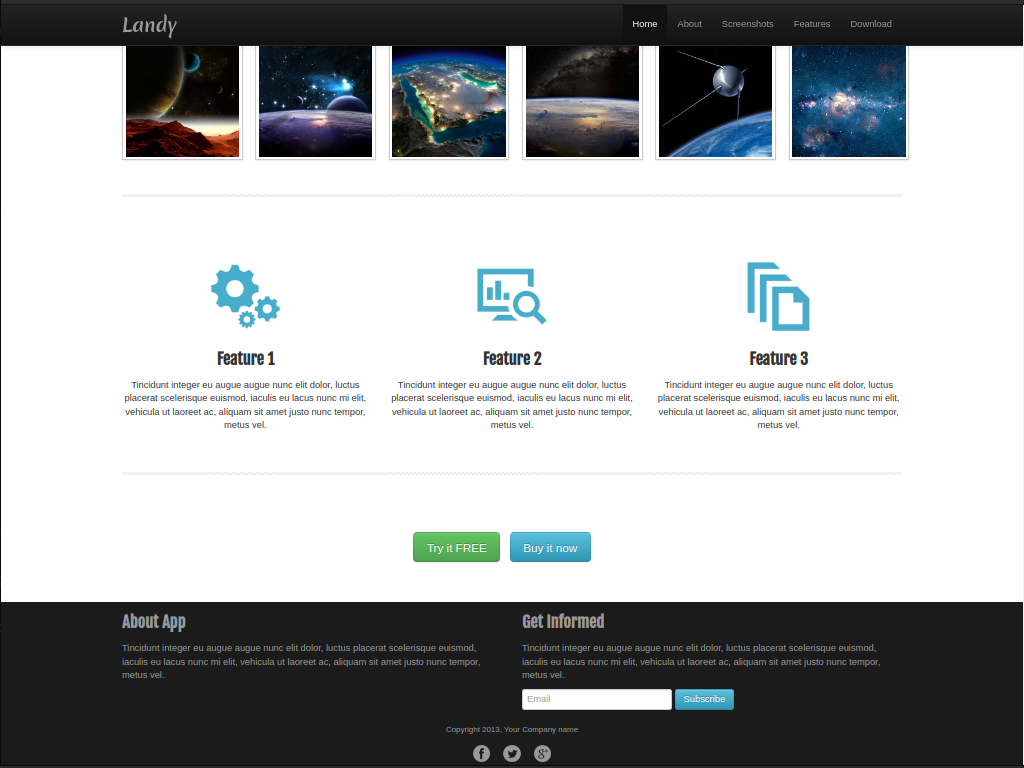 Landy
Home About Screenshots Features Download
Feature 1
Tincidunt integer eu augue augue nunc elit dolor, luctus
placerat scelerisque euismod, iaculis eu lacus nunc mi elit,
vehicula ut laoreet ac, aliquam sit amet justo nunc tempor,
metus vel.
Feature 2
Tincidunt integer eu augue augue nunc elit dolor, luctus
placerat scelerisque euismod, iaculis eu lacus nunc mi elit,
vehicula ut laoreet ac, aliquam sit amet justo nunc tempor,
metus vel.
Feature 3
Tincidunt integer eu augue augue nunc elit dolor, luctus
placerat scelerisque euismod, iaculis eu lacus nunc mi elit,
vehicula ut laoreet ac, aliquam sit amet justo nunc tempor,
metus vel.
Try it FREE
Buy it now
About App
Tincidunt integer eu augue augue nunc elit dolor, luctus placerat scelerisque euismod,
iaculis eu lacus nunc mi elit, vehicula ut laoreet ac, aliquam sit amet justo nunc tempor,
metus vel.
Get Informed
Tincidunt integer eu augue augue nunc elit dolor, luctus placerat scelerisque euismod,
iaculis eu lacus nunc mi elit, vehicula ut laoreet ac, aliquam sit amet justo nunc tempor,
metus vel.
Email
Subscribe
Copyright 2013, Your Company name